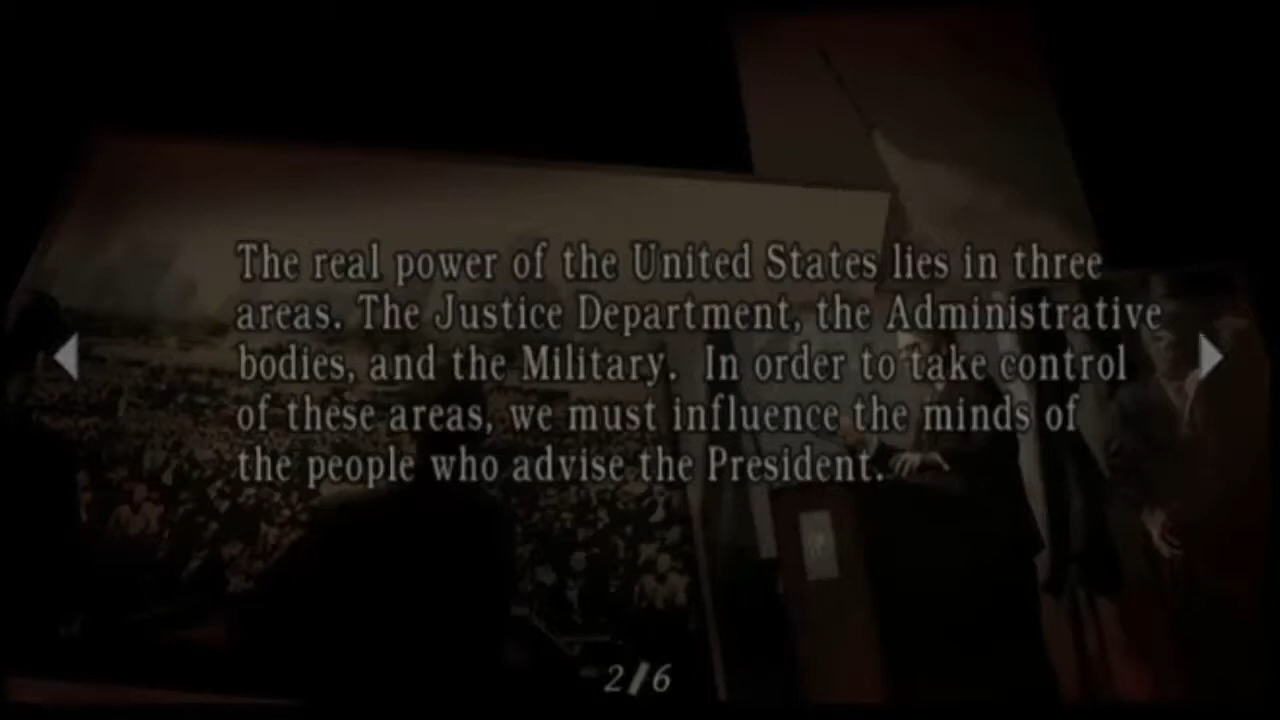 The real power of the United States lies in three
areas. The Justice Department, the Administrative
bodies, and the Military.  In order to take control
of these areas, we must influence the minds of
the people who advise the President.
2/6